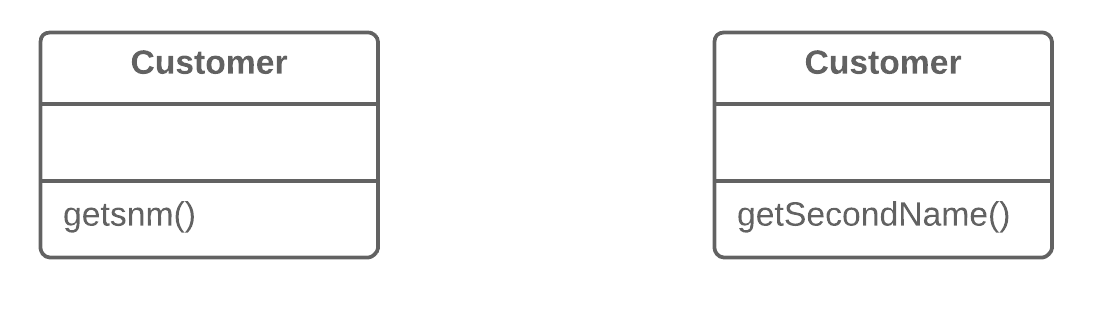 Customer
getsnm()
Customer
getSecondName()